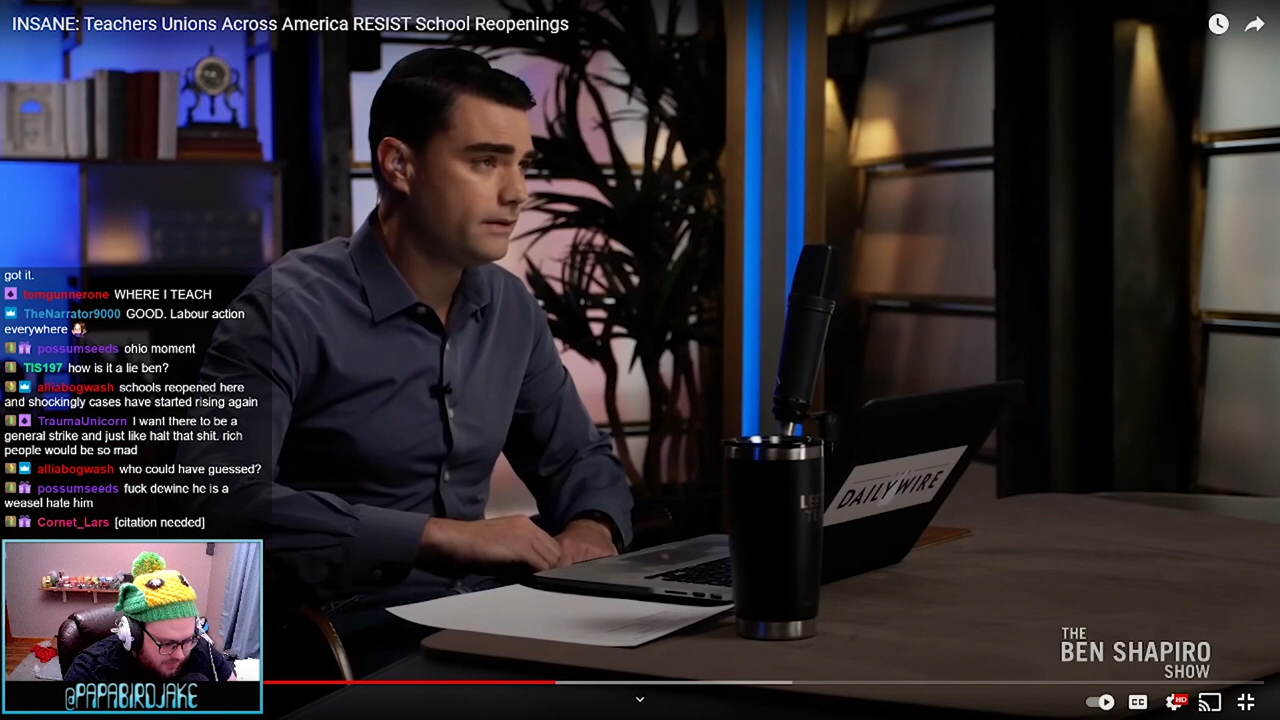 INSANE: Teachers Unions Across America RESIST School Reopenings
got it.
tomgunnerone WHERE I TEACH
TheNarrator9000 GOOD. Labour action
everywhere
possumseeds ohio moment
TIS197 how is it a lie ben?
alliabogwash schools reopened here
and shockingly cases have started rising again
TraumaUnicorn I want there to be a
general strike and just like halt that shit. rich
people would be so mad
alliabogwash who could have guessed?
possumseeds fuck dewine he is a
weasel hate him
Cornet_Lars [citation needed]
DAILYWIRE
THE
BEN SHAPIRO
SHOW
@PAPABIRDJAKE
CC
HD